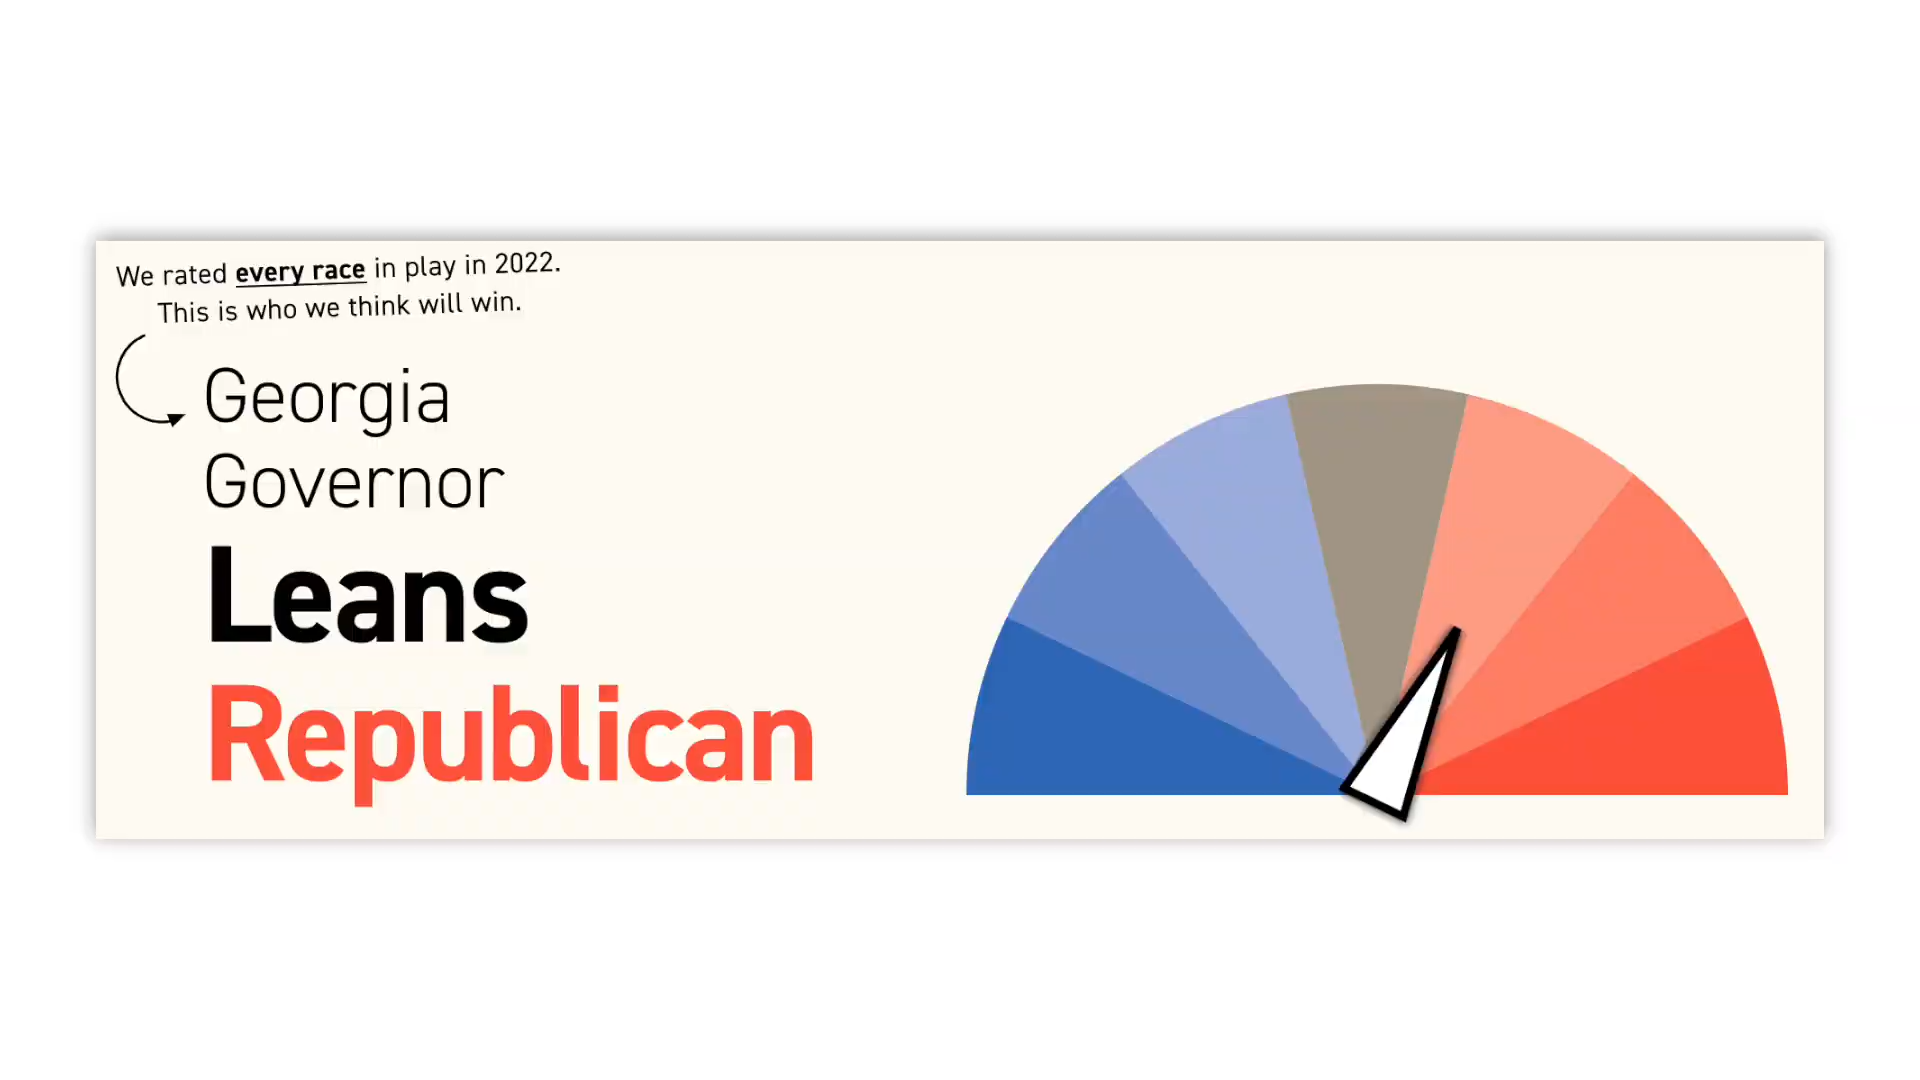 We rated every race in play in 2022.
This is who we think will win.
Georgia
Governor
Leans
Republican